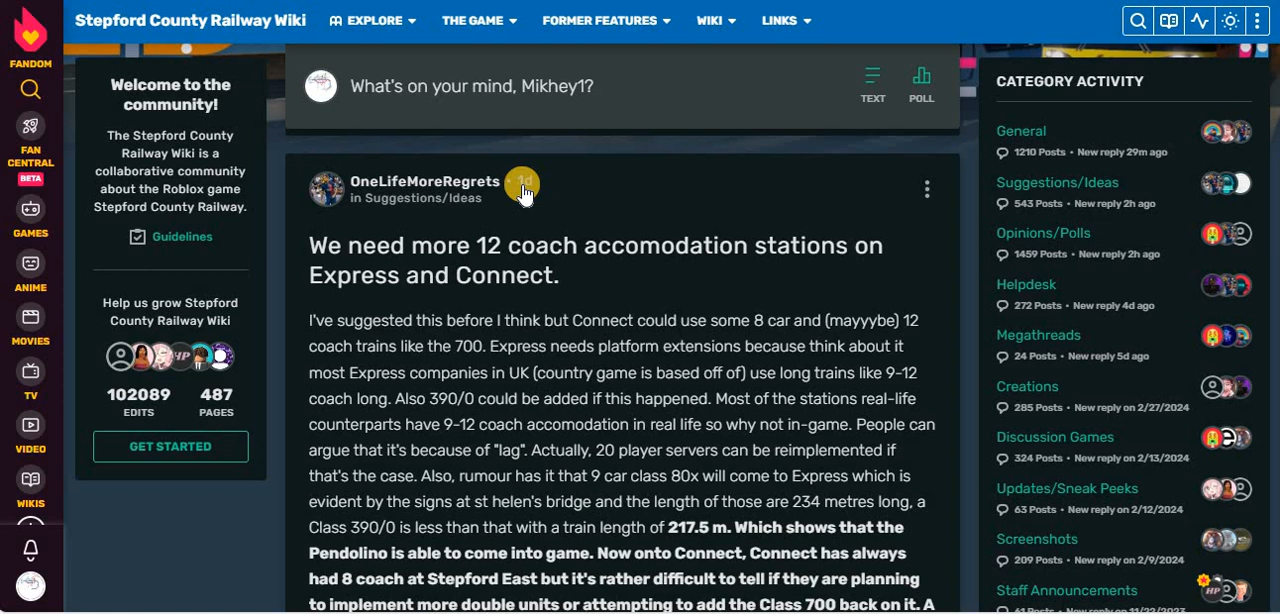 Stepford County Railway Wiki
EXPLORE
THE GAME
FORMER FEATURES
WIKI
LINKS
FANDOM
FAN
CENTRAL
BETA
GAMES
ANIME
MOVIES
TV
VIDEO
WIKIS
Welcome to the
community!
The Stepford County
Railway Wiki is a
collaborative community
about the Roblox game
Stepford County Railway.
Guidelines
Help us grow Stepford
County Railway Wiki
HP
102089
EDITS
487
PAGES
GET STARTED
What's on your mind, Mikhey1?
TEXT
POLL
OneLifeMoreRegrets • 1d
in Suggestions/Ideas
We need more 12 coach accomodation stations on
Express and Connect.
I've suggested this before I think but Connect could use some 8 car and (mayyybe) 12
coach trains like the 700. Express needs platform extensions because think about it
most Express companies in UK (country game is based off of) use long trains like 9-12
coach long. Also 390/0 could be added if this happened. Most of the stations real-life
counterparts have 9-12 coach accomodation in real life so why not in-game. People can
argue that it's because of "lag". Actually, 20 player servers can be reimplemented if
that's the case. Also, rumour has it that 9 car class 80x will come to Express which is
evident by the signs at st helen's bridge and the length of those are 234 metres long, a
Class 390/0 is less than that with a train length of 217.5 m. Which shows that the
Pendolino is able to come into game. Now onto Connect, Connect has always
had 8 coach at Stepford East but it's rather difficult to tell if they are planning
to implement more double units or attempting to add the Class 700 back on it. A
CATEGORY ACTIVITY
General
1210 Posts • New reply 29m ago
Suggestions/Ideas
543 Posts • New reply 2h ago
Opinions/Polls
1459 Posts • New reply 2h ago
Helpdesk
272 Posts • New reply 4d ago
Megathreads
24 Posts • New reply 5d ago
Creations
285 Posts • New reply on 2/27/2024
Discussion Games
324 Posts • New reply on 2/13/2024
Updates/Sneak Peeks
63 Posts • New reply on 2/12/2024
Screenshots
209 Posts • New reply on 2/9/2024
Staff Announcements
HP
61 Posts • New reply on 11/22/2023